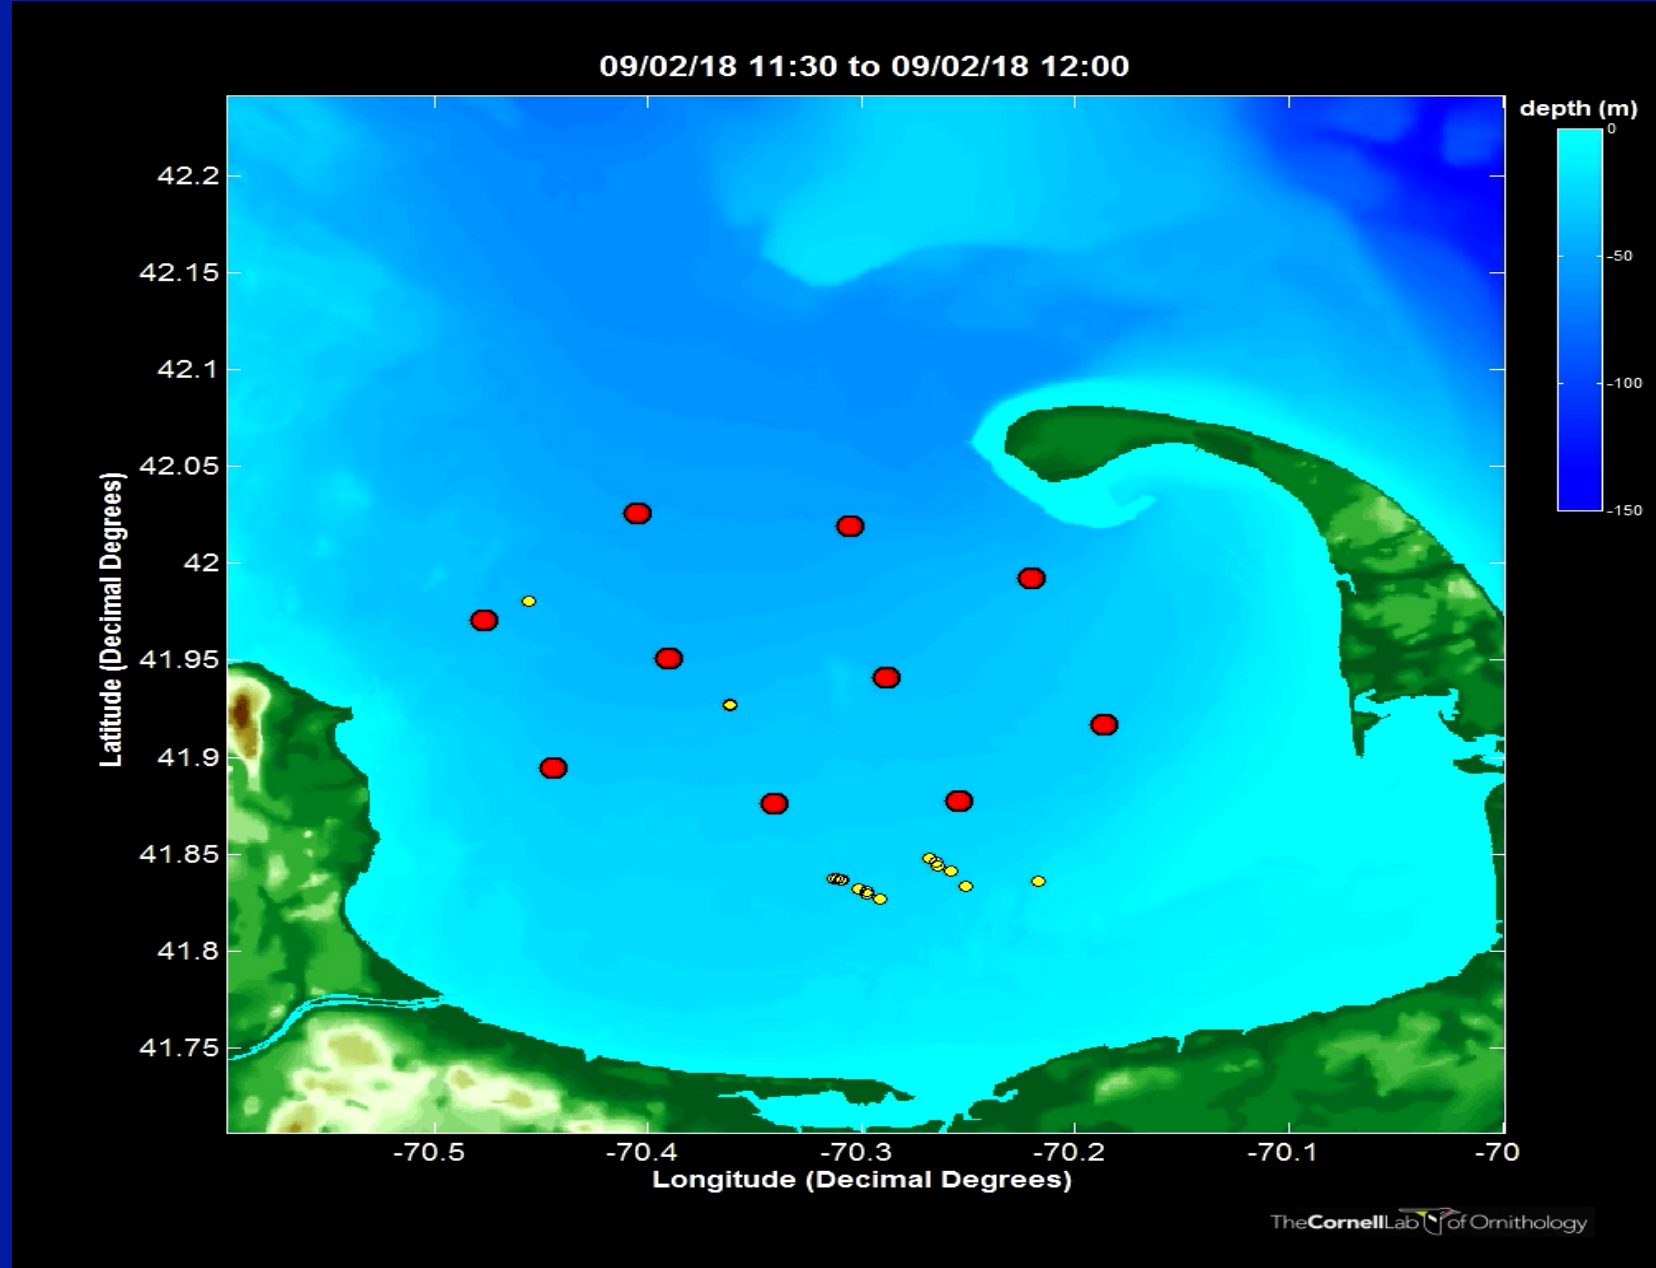 09/02/18 11:30 to 09/02/18 12:00
depth (m)
0
-50
-100
-150
42.2
42.15
42.1
42.05
42
41.95
41.9
41.85
41.8
41.75
Latitude (Decimal Degrees)
-70.5 -70.4 -70.3 -70.2 -70.1 -70
Longitude (Decimal Degrees)
TheCornellLab of Ornithology